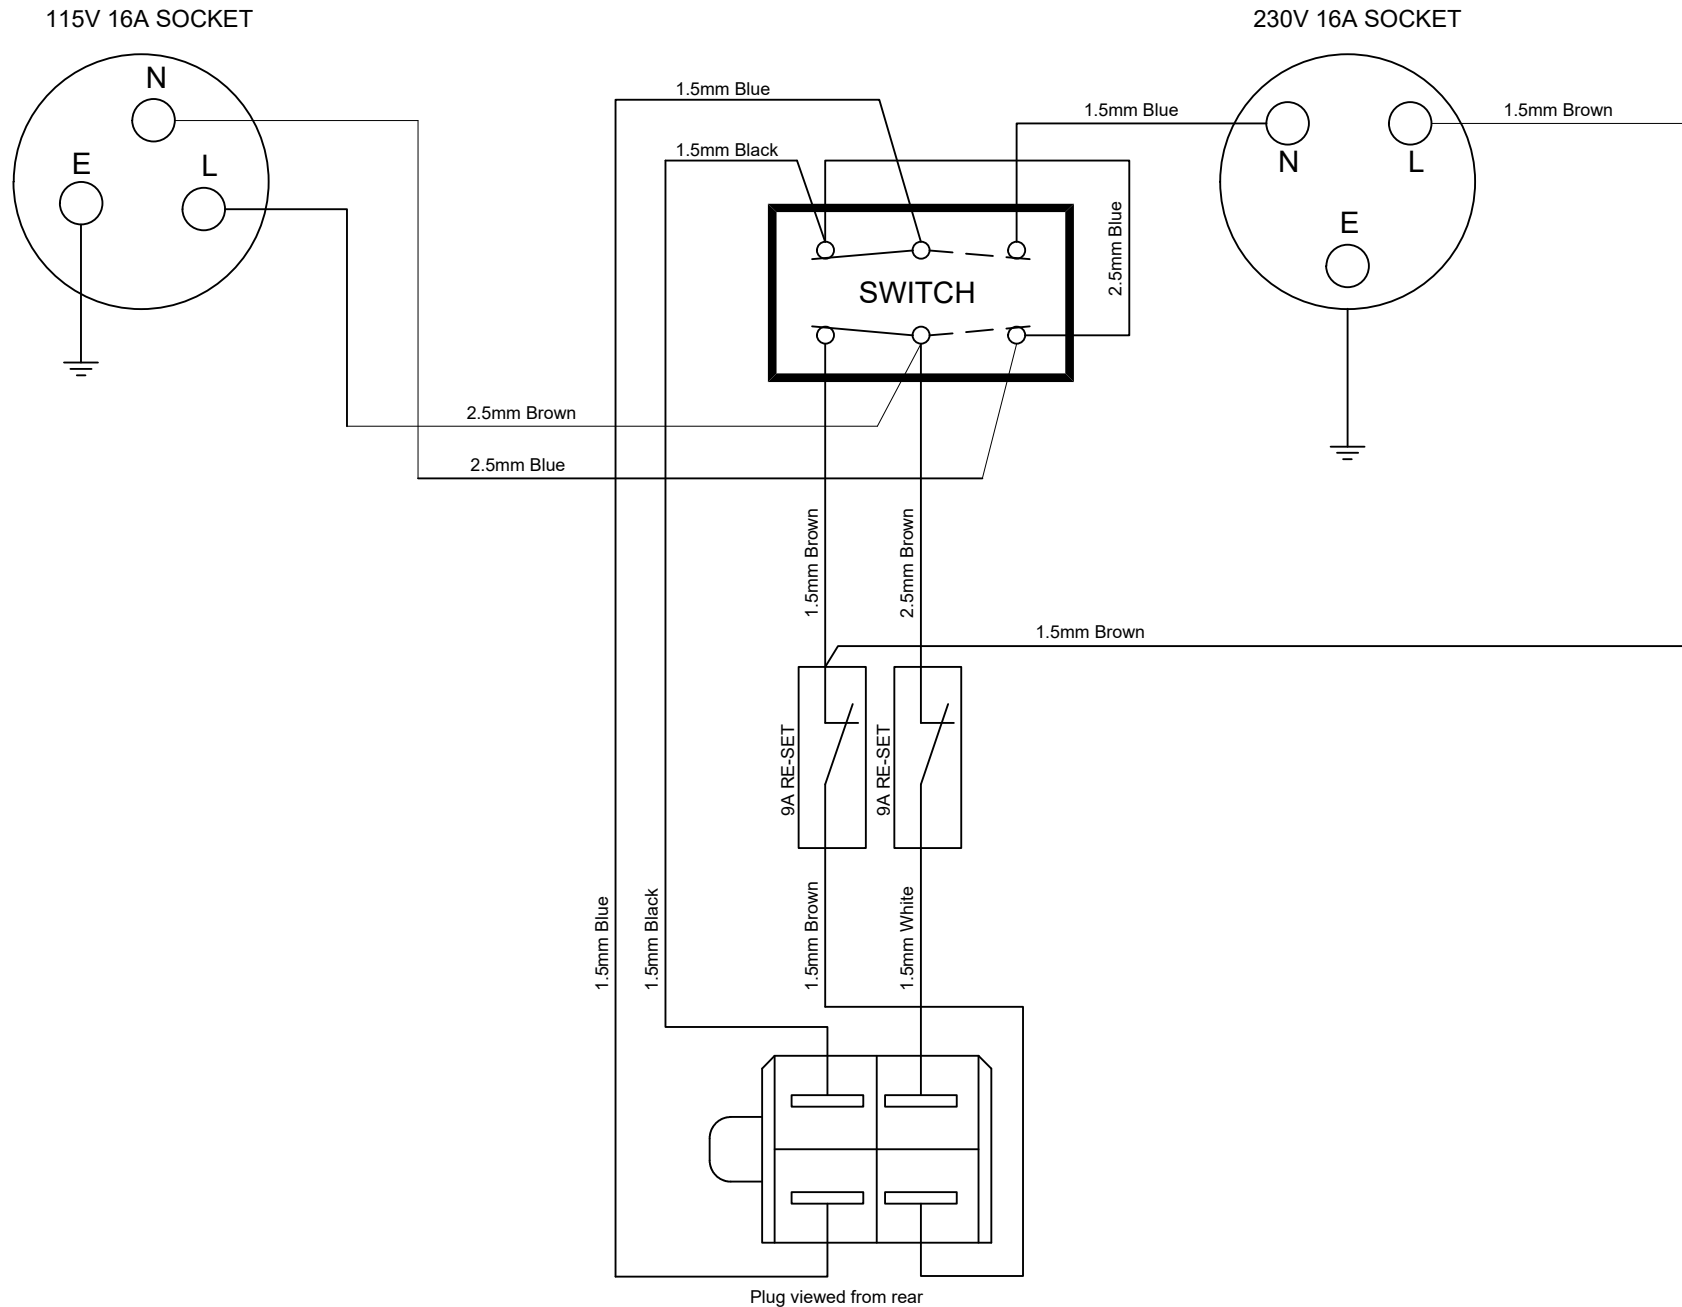 115V 16A SOCKET
230V 16A SOCKET
N
E
L
1.5mm Blue
1.5mm Black
1.5mm Blue
1.5mm Brown
N
L
E
2.5mm Blue
SWITCH
2.5mm Brown
2.5mm Blue
1.5mm Brown
2.5mm Brown
1.5mm Brown
9A RE-SET
9A RE-SET
1.5mm Blue
1.5mm Black
1.5mm Brown
1.5mm White
Plug viewed from rear